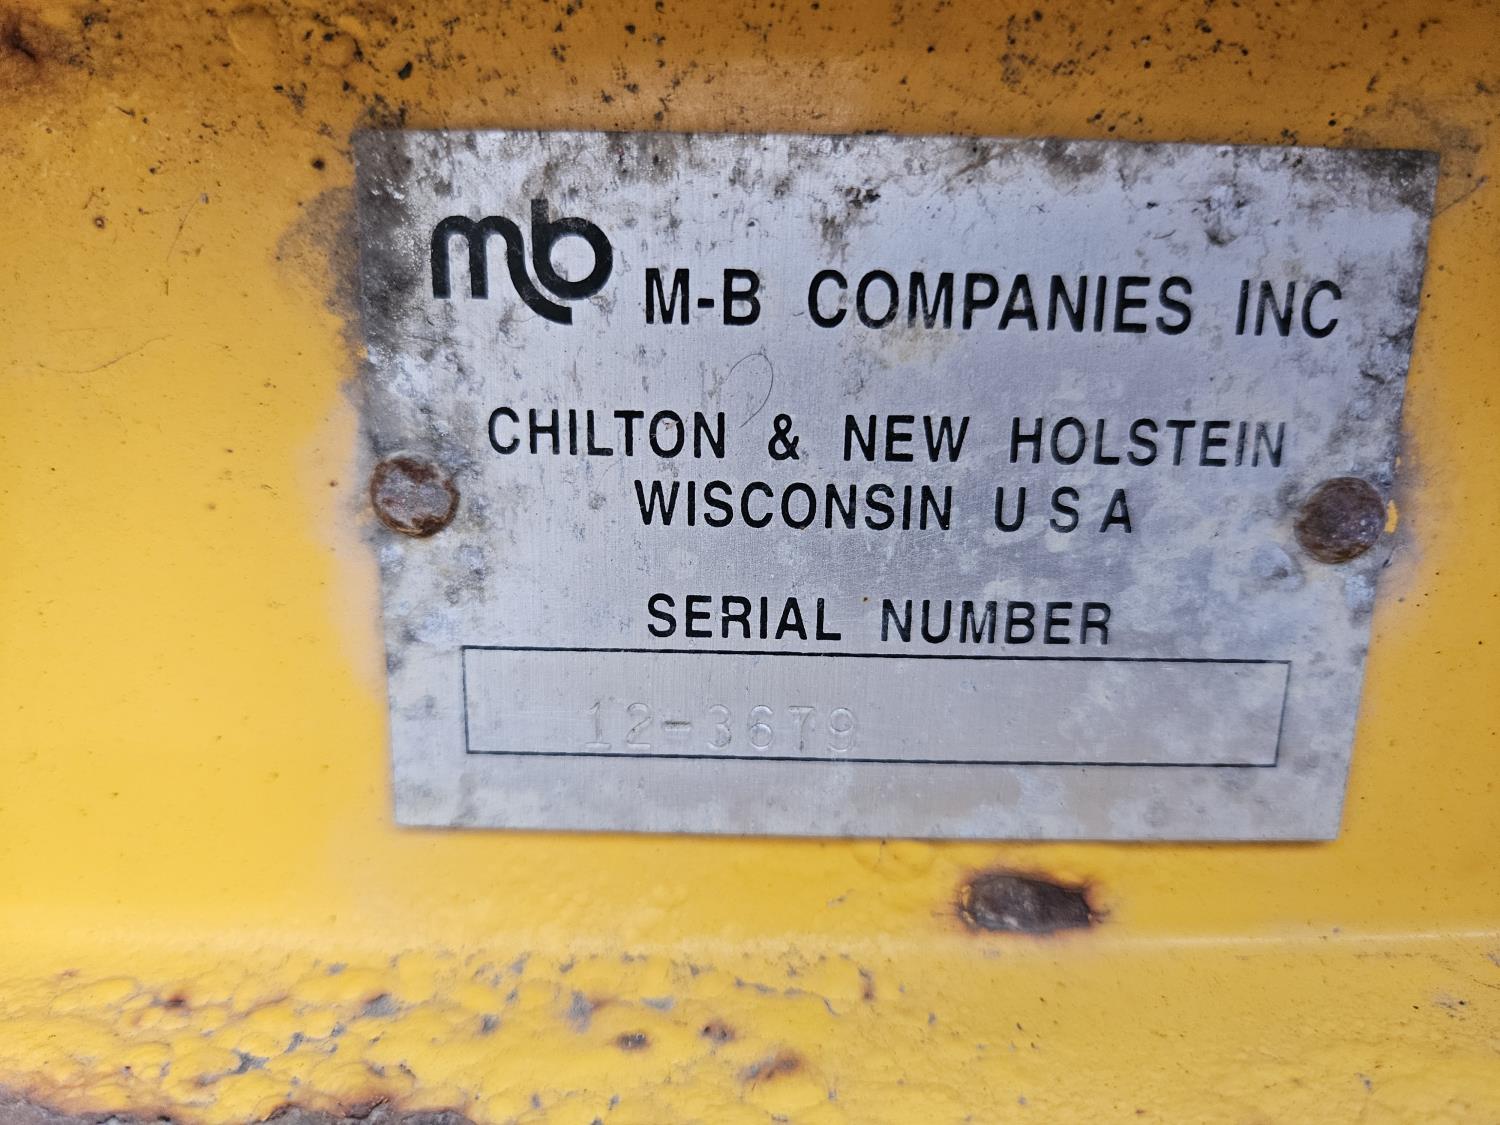 mb
M-B COMPANIES INC
CHILTON & NEW HOLSTEIN
WISCONSIN U S A
SERIAL NUMBER
12-3679